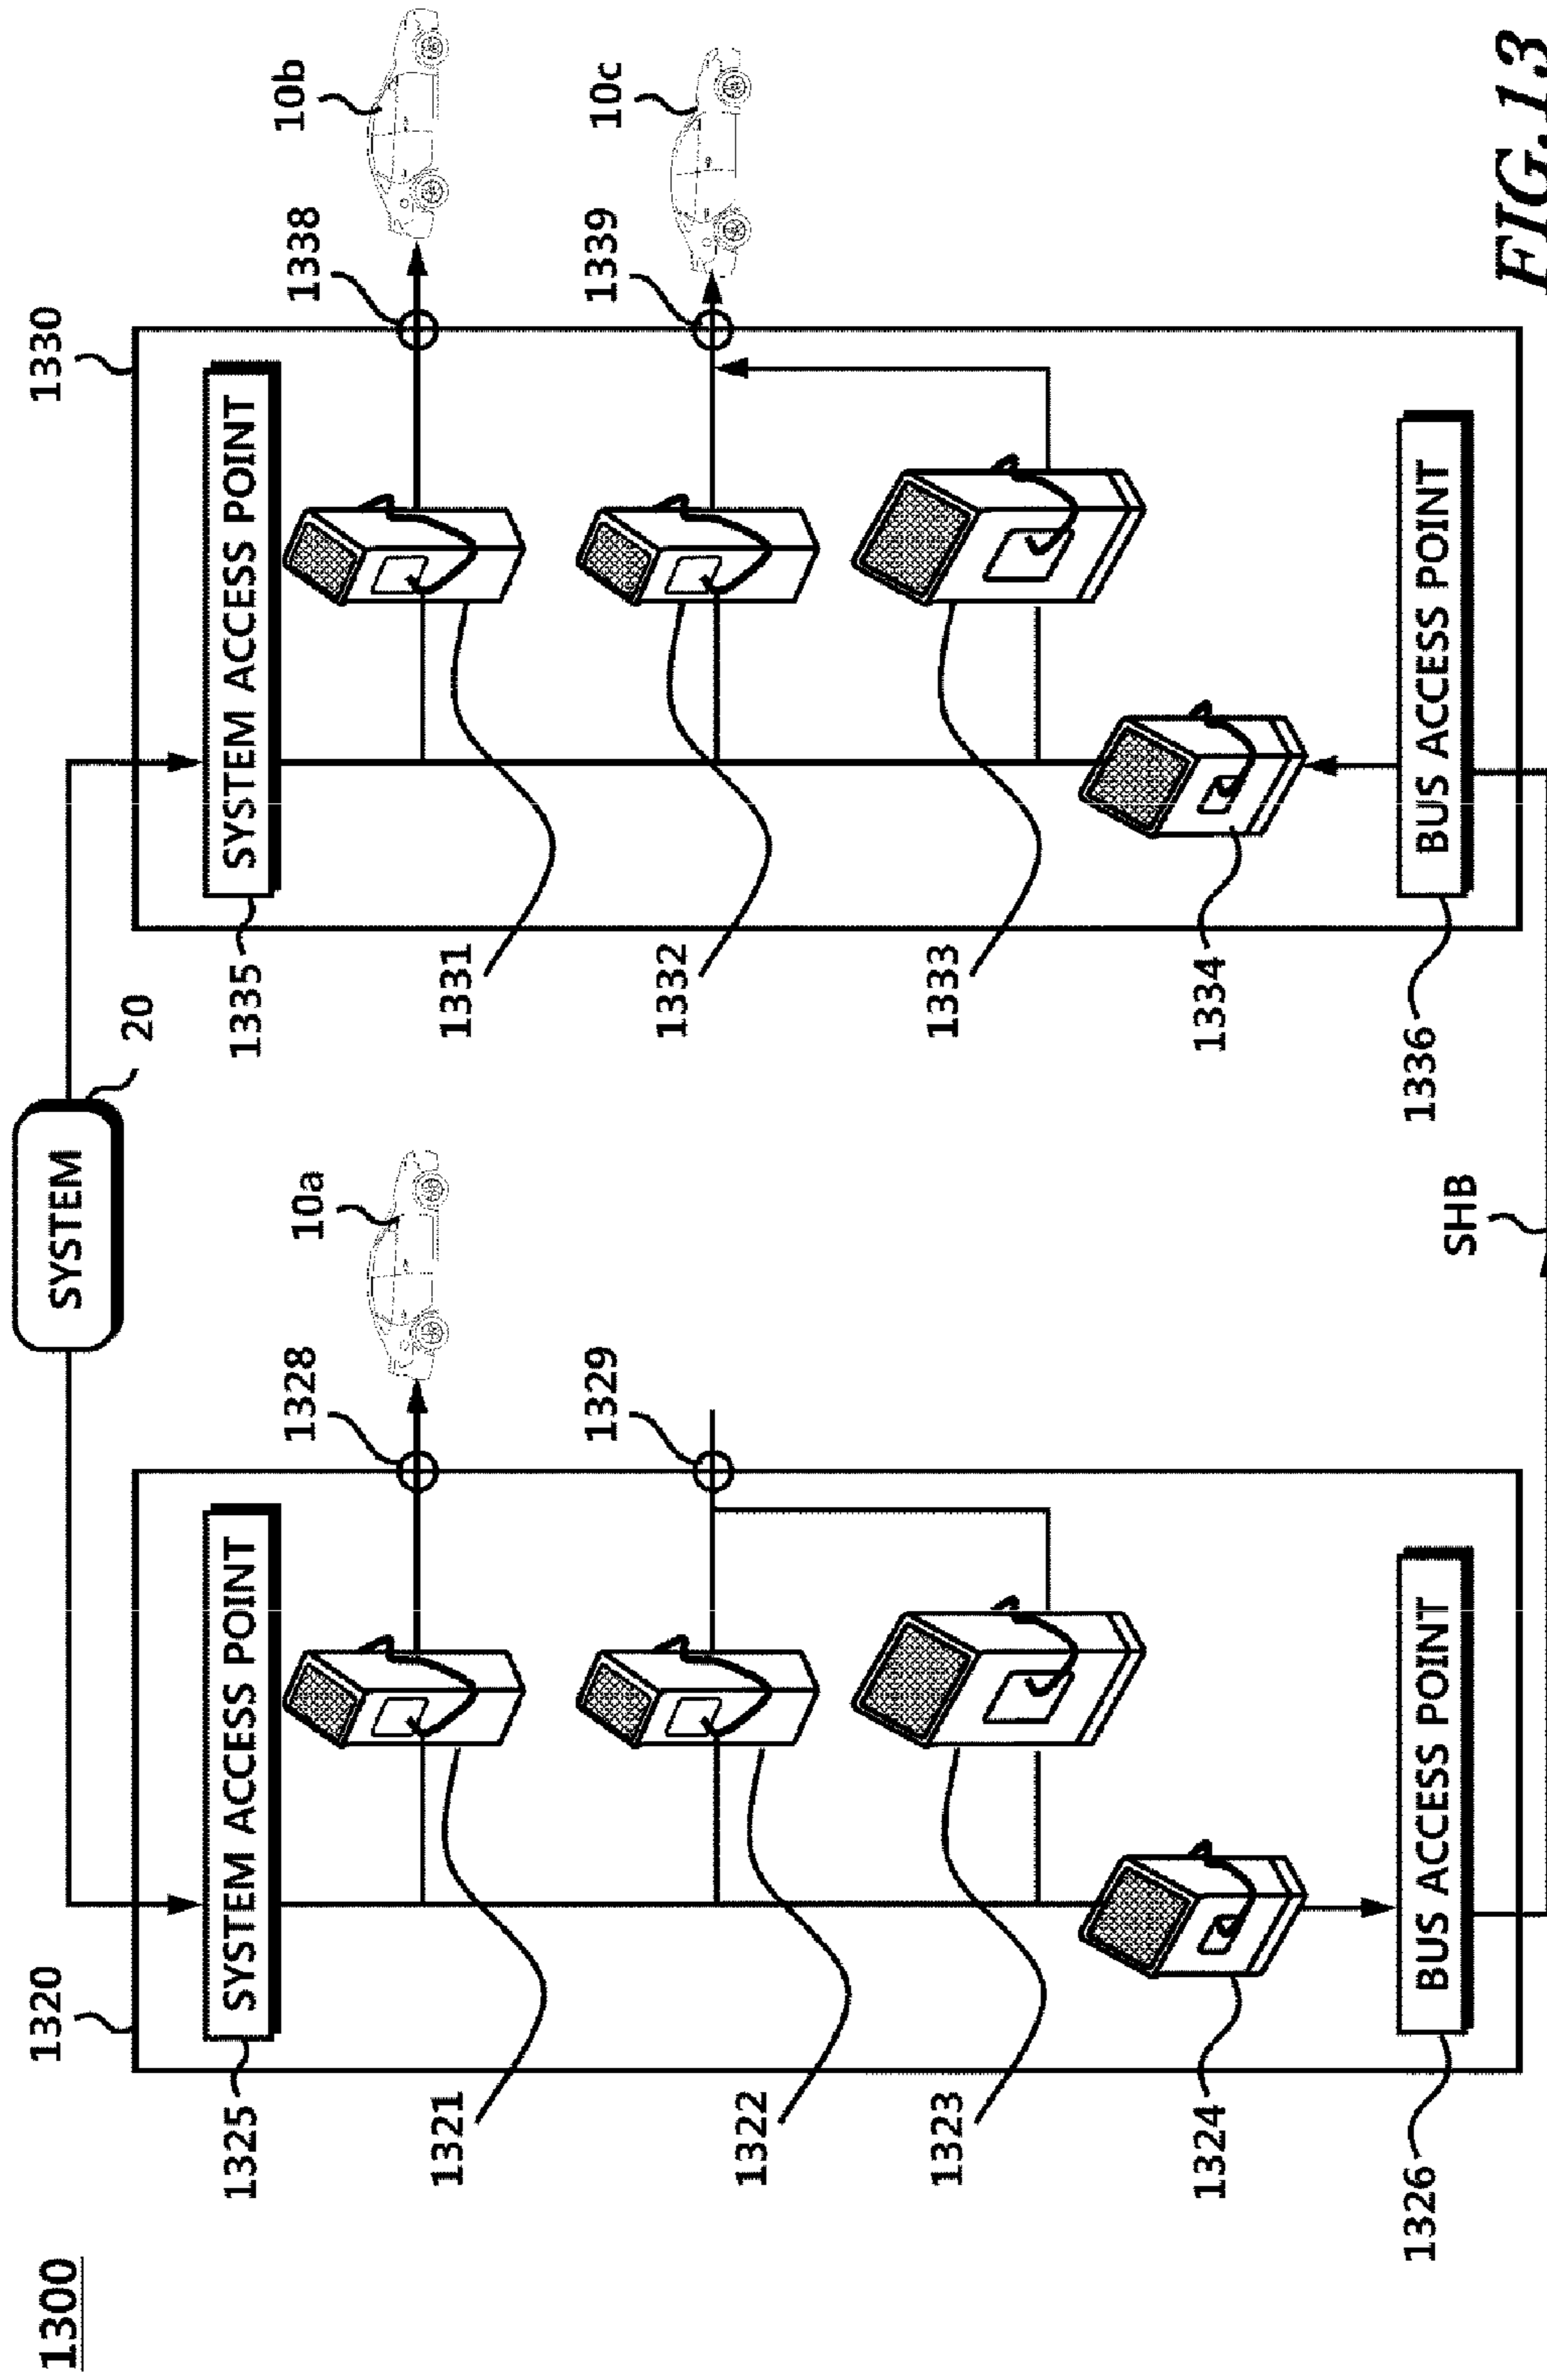 1300
SYSTEM
20
1320
1330
SYSTEM ACCESS POINT
SYSTEM ACCESS POINT
1325
1335
10a
10b
1328
1338
1321
1331
10c
1329
1339
1322
1332
1323
1333
1324
1334
BUS ACCESS POINT
BUS ACCESS POINT
1326
1336
SHB
FIG.13